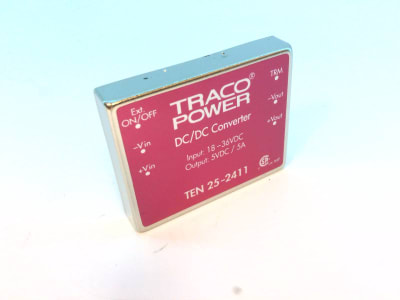 TRACO®
POWER
DC/DC Converter
Input: 18-36VDC
Output: 5VDC / 5A
TEN 25-2411
Ext.
ON/OFF
-Vin
+Vin
TRM
-Vout
+Vout